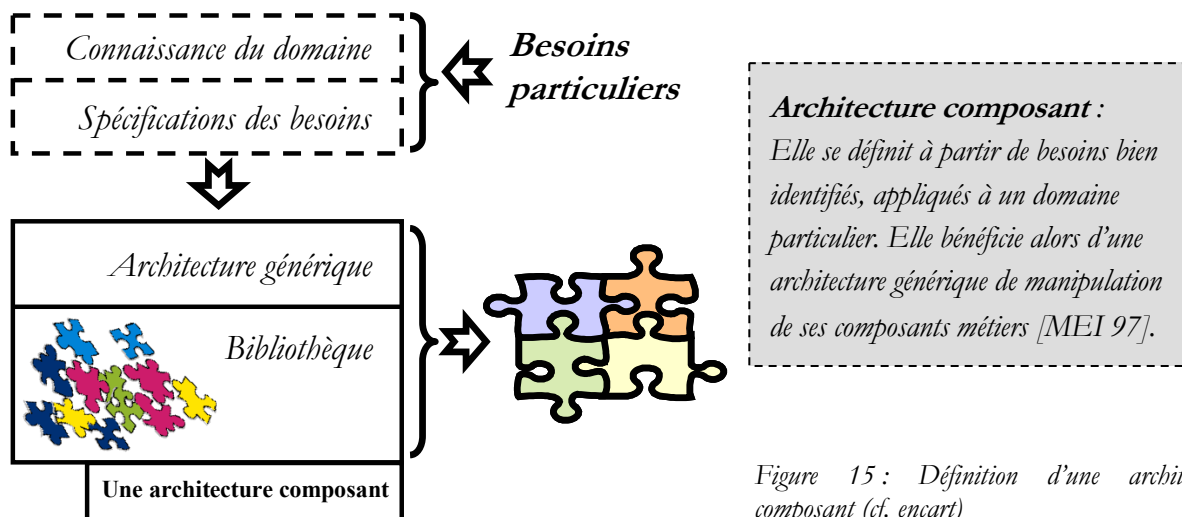 Connaissance du domaine
Spécifications des besoins
Besoins
particuliers
Architecture générique
Bibliothèque
Une architecture composant
Architecture composant :
Elle se définit à partir de besoins bien
identifiés, appliqués à un domaine
particulier. Elle bénéficie alors d'une
architecture générique de manipulation
de ses composants métiers [MEI 97].
Figure 15 : Définition d'une archi
composant (cf. encart)